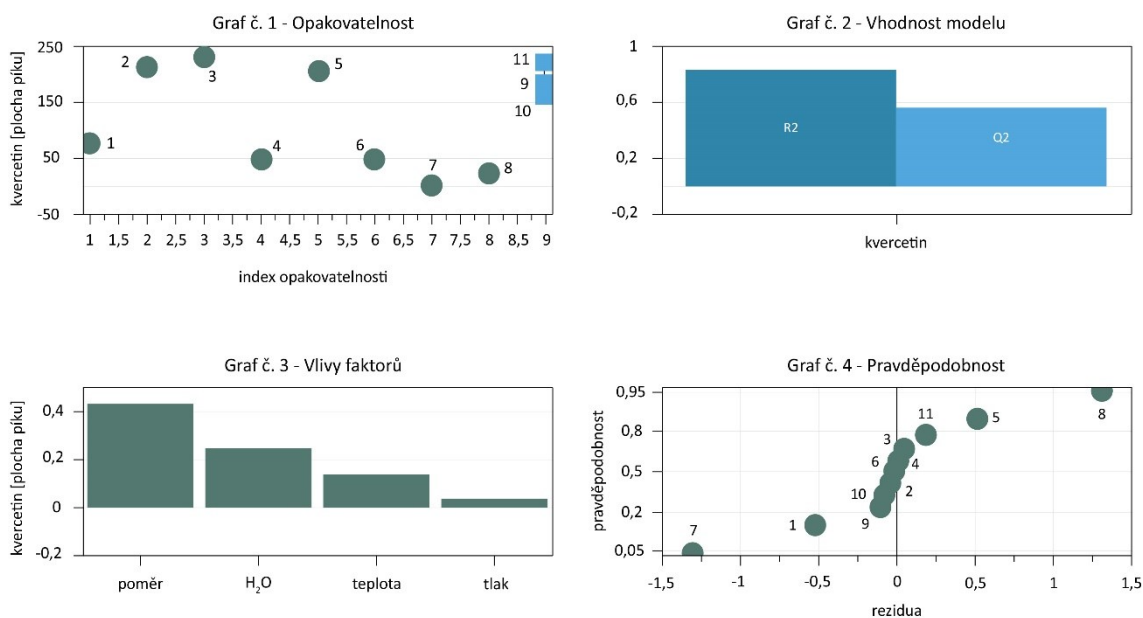 Graf č. 1 - Opakovatelnost
kvercetin [plocha píku]
250
150
50
-50
1
2
3
4
5
6
7
8
11
9
10
1 1,5 2 2,5 3 3,5 4 4,5 5 5,5 6 6,5 7 7,5 8 8,5 9
index opakovatelnosti
Graf č. 2 - Vhodnost modelu
1
0,6
0,2
-0,2
R2
Q2
kvercetin
Graf č. 3 - Vlivy faktorů
kvercetin [plocha píku]
0,4
0,2
0
-0,2
poměr H₂O teplota tlak
Graf č. 4 - Pravděpodobnost
pravděpodobnost
0,95
0,8
0,5
0,2
0,05
8
5
11
3
4
6
2
10
9
1
7
-1,5 -1 -0,5 0 0,5 1 1,5
rezidua